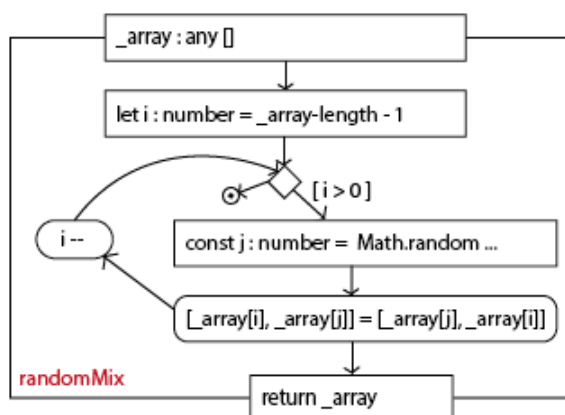 _array : any []
let i : number = _array-length - 1
[ i > 0 ]
i --
const j : number = Math.random ...
[_array[i], _array[j]] = [_array[j], _array[i]]
randomMix
return _array